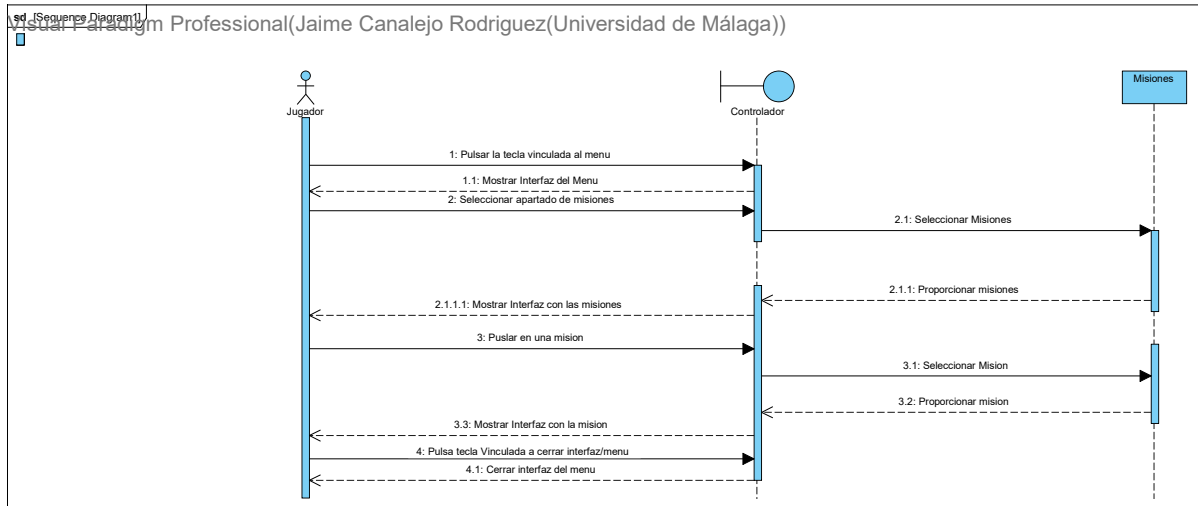 sd [Sequence Diagram1]
Visual Paradigm Professional(Jaime Canalejo Rodriguez(Universidad de Málaga))
Jugador
Controlador
Misiones
1: Pulsar la tecla vinculada al menu
1.1: Mostrar Interfaz del Menu
2: Seleccionar apartado de misiones
2.1: Seleccionar Misiones
2.1.1: Proporcionar misiones
2.1.1.1: Mostrar Interfaz con las misiones
3: Puslar en una mision
3.1: Seleccionar Mision
3.2: Proporcionar mision
3.3: Mostrar Interfaz con la mision
4: Pulsa tecla Vinculada a cerrar interfaz/menu
4.1: Cerrar interfaz del menu